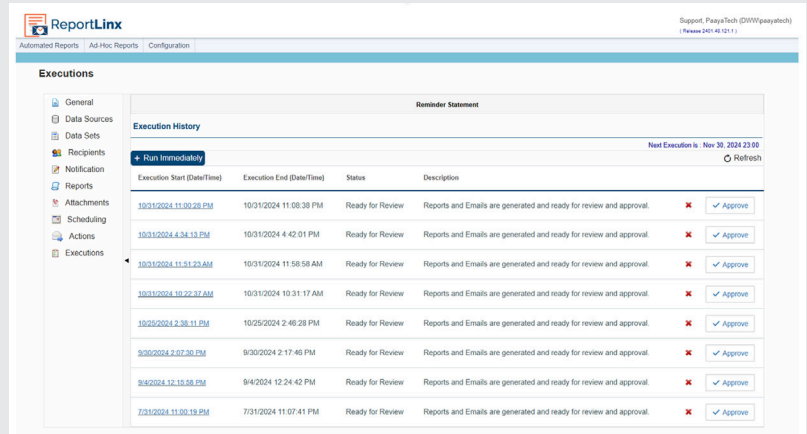 ReportLinx
Support, PaayaTech (DWW\paayatech)
( Release 2401.48.121.1 )
Automated Reports Ad-Hoc Reports Configuration
Executions
General
Data Sources
Data Sets
Recipients
Notification
Reports
Attachments
Scheduling
Actions
Executions
Reminder Statement
Execution History
Next Execution is : Nov 30, 2024 23:00
+ Run Immediately Refresh
Execution Start (Date/Time) Execution End (Date/Time) Status Description
10/31/2024 11:00:28 PM 10/31/2024 11:08:38 PM Ready for Review Reports and Emails are generated and ready for review and approval. Approve
10/31/2024 4:34:13 PM 10/31/2024 4:42:01 PM Ready for Review Reports and Emails are generated and ready for review and approval. Approve
10/31/2024 11:51:23 AM 10/31/2024 11:58:58 AM Ready for Review Reports and Emails are generated and ready for review and approval. Approve
10/31/2024 10:22:37 AM 10/31/2024 10:31:17 AM Ready for Review Reports and Emails are generated and ready for review and approval. Approve
10/25/2024 2:38:11 PM 10/25/2024 2:46:28 PM Ready for Review Reports and Emails are generated and ready for review and approval. Approve
9/30/2024 2:07:30 PM 9/30/2024 2:17:46 PM Ready for Review Reports and Emails are generated and ready for review and approval. Approve
9/4/2024 12:15:58 PM 9/4/2024 12:24:42 PM Ready for Review Reports and Emails are generated and ready for review and approval. Approve
7/31/2024 11:00:19 PM 7/31/2024 11:07:41 PM Ready for Review Reports and Emails are generated and ready for review and approval. Approve